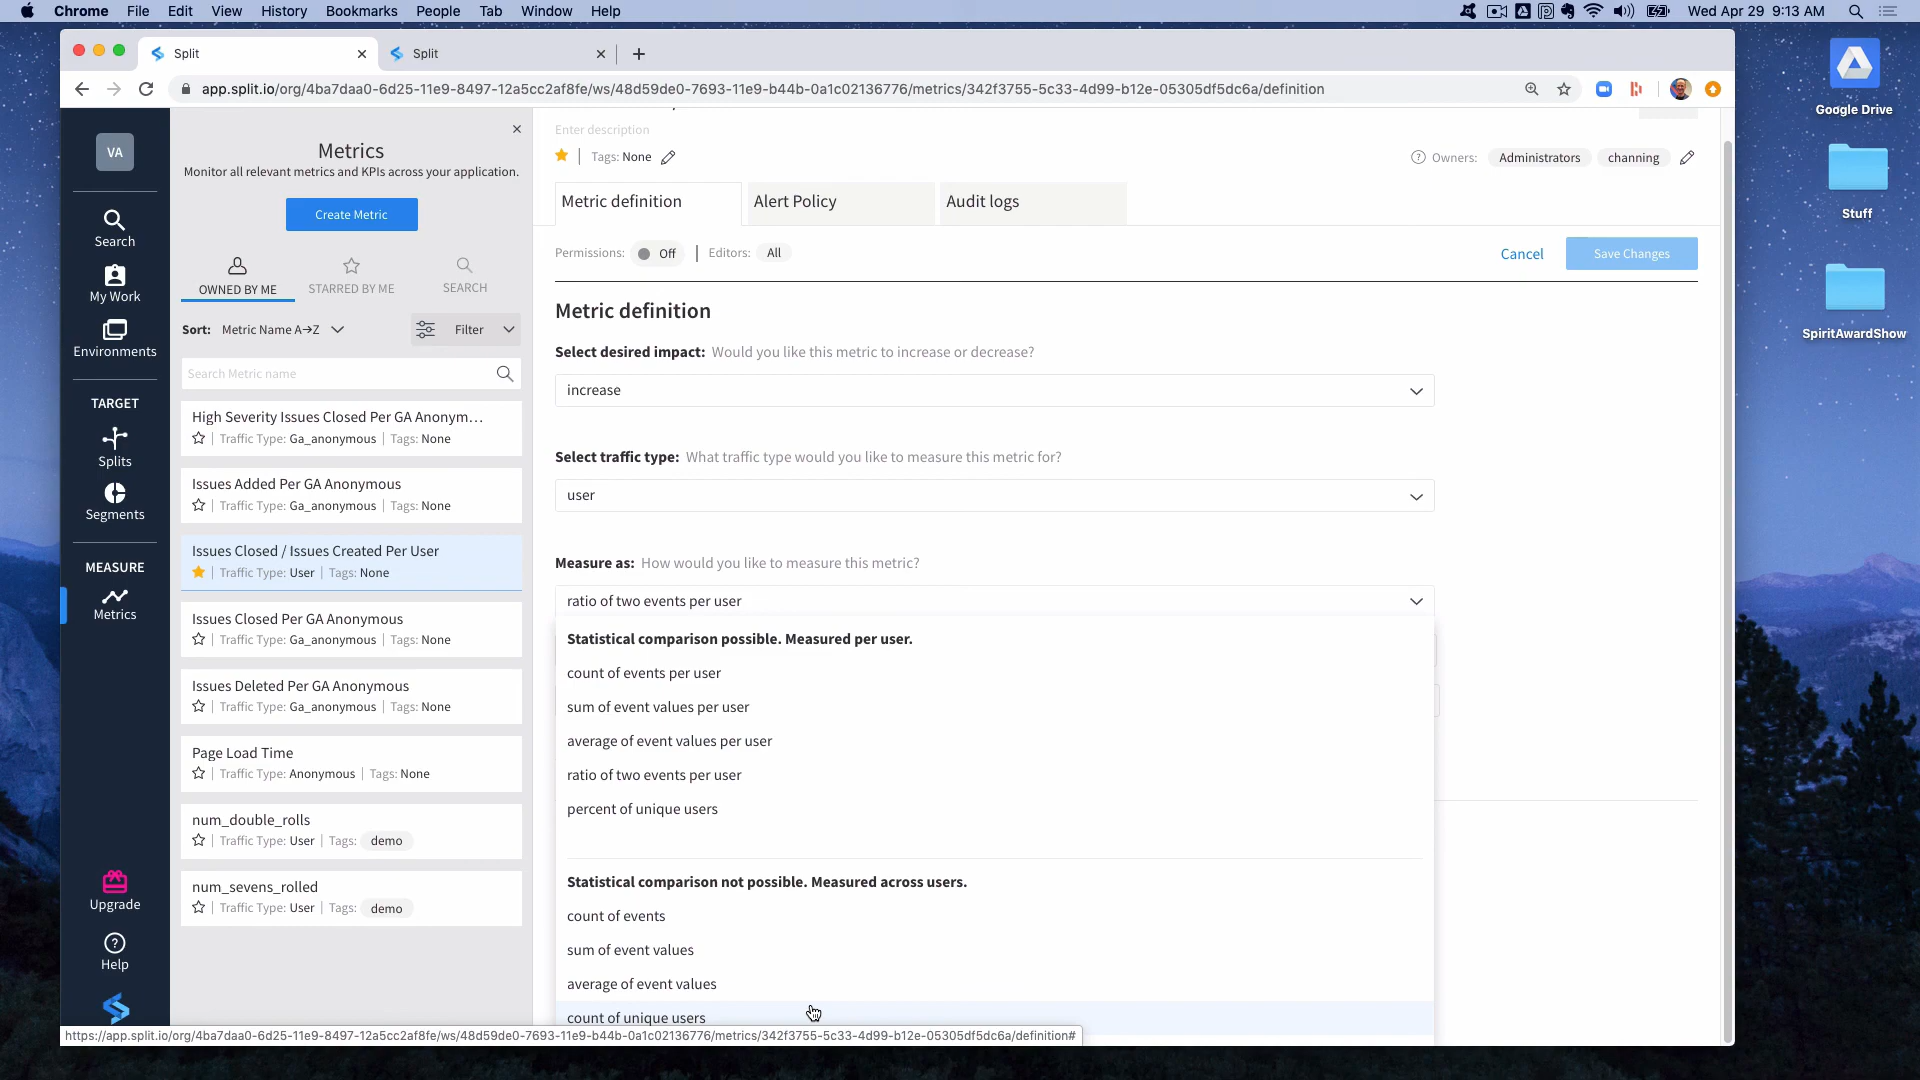 Chrome File Edit View History Bookmarks People Tab Window Help
Wed Apr 29 9:13 AM
Split
Split
app.split.io/org/4ba7daa0-6d25-11e9-8497-12a5cc2af8fe/ws/48d59de0-7693-11e9-b44b-0a1c02136776/metrics/342f3755-5c33-4d99-b12e-05305df5dc6a/definition
Google Drive
Stuff
SpiritAwardShow
VA
Search
My Work
Environments
TARGET
Splits
Segments
MEASURE
Metrics
Upgrade
Help
Metrics
Monitor all relevant metrics and KPIs across your application.
Create Metric
OWNED BY ME
STARRED BY ME
SEARCH
Sort: Metric Name A→Z
Filter
Search Metric name
High Severity Issues Closed Per GA Anonym…
Traffic Type: Ga_anonymous | Tags: None
Issues Added Per GA Anonymous
Traffic Type: Ga_anonymous | Tags: None
Issues Closed / Issues Created Per User
Traffic Type: User | Tags: None
Issues Closed Per GA Anonymous
Traffic Type: Ga_anonymous | Tags: None
Issues Deleted Per GA Anonymous
Traffic Type: Ga_anonymous | Tags: None
Page Load Time
Traffic Type: Anonymous | Tags: None
num_double_rolls
Traffic Type: User | Tags: demo
num_sevens_rolled
Traffic Type: User | Tags: demo
Enter description
Tags: None
Owners: Administrators channing
Metric definition
Alert Policy
Audit logs
Permissions: Off | Editors: All
Cancel
Save Changes
Metric definition
Select desired impact: Would you like this metric to increase or decrease?
increase
Select traffic type: What traffic type would you like to measure this metric for?
user
Measure as: How would you like to measure this metric?
ratio of two events per user
Statistical comparison possible. Measured per user.
count of events per user
sum of event values per user
average of event values per user
ratio of two events per user
percent of unique users
Statistical comparison not possible. Measured across users.
count of events
sum of event values
average of event values
count of unique users
https://app.split.io/org/4ba7daa0-6d25-11e9-8497-12a5cc2af8fe/ws/48d59de0-7693-11e9-b44b-0a1c02136776/metrics/342f3755-5c33-4d99-b12e-05305df5dc6a/definition#